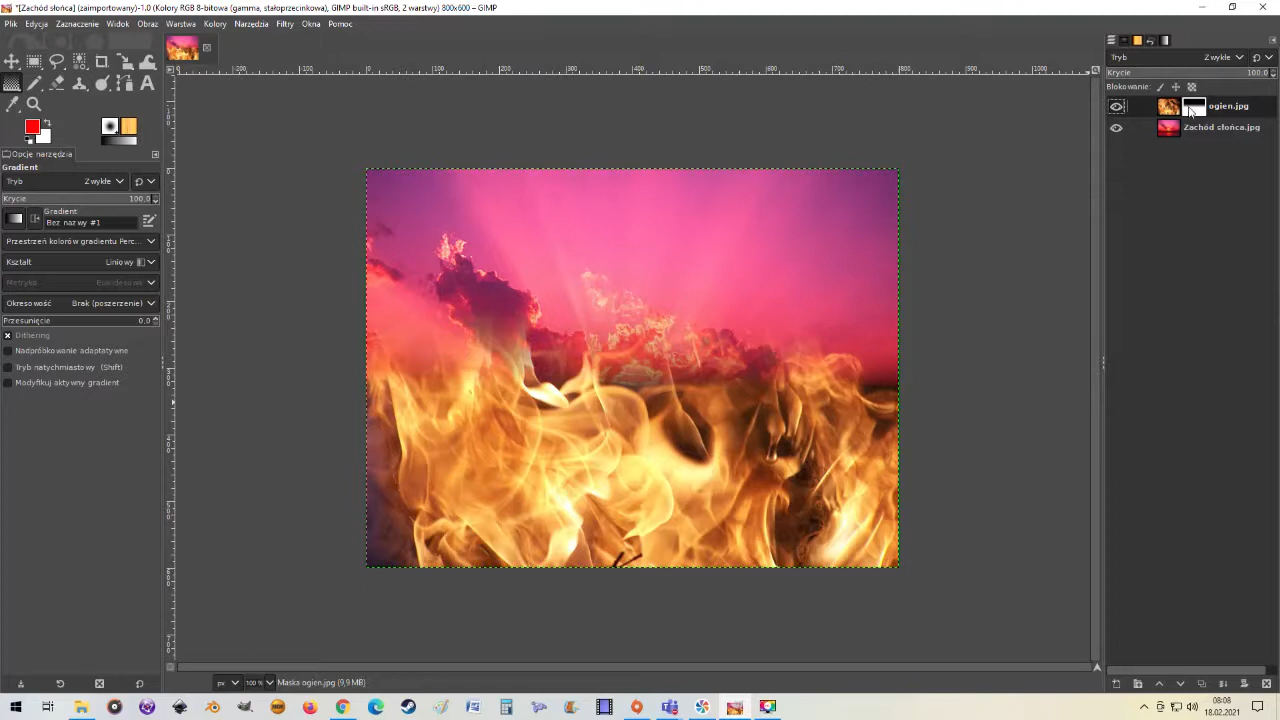 *[Zachód słońca] (zaimportowany)-1.0 (Kolory RGB 8-bitowa (gamma, stałoprzecinkowa), GIMP built-in sRGB, 2 warstwy) 800x600 – GIMP
Plik Edycja Zaznaczenie Widok Obraz Warstwa Kolory Narzędzia Filtry Okna Pomoc
Opcje narzędzia
Gradient
Tryb Zwykłe
Krycie 100,0
Gradient
Bez nazwy #1
Przestrzeń kolorów gradientu Perc...
Kształt Liniowy
Metryka Euklidesowa
Okresowość Brak (poszerzenie)
Przesunięcie 0,0
Dithering
Nadpróbkowanie adaptatywne
Tryb natychmiastowy (Shift)
Modyfikuj aktywny gradient
Tryb Zwykłe
Krycie 100,0
Blokowanie:
ogien.jpg
Zachód słońca.jpg
px 100 % Maska ogien.jpg (9,9 MB)
08:08
18.02.2021